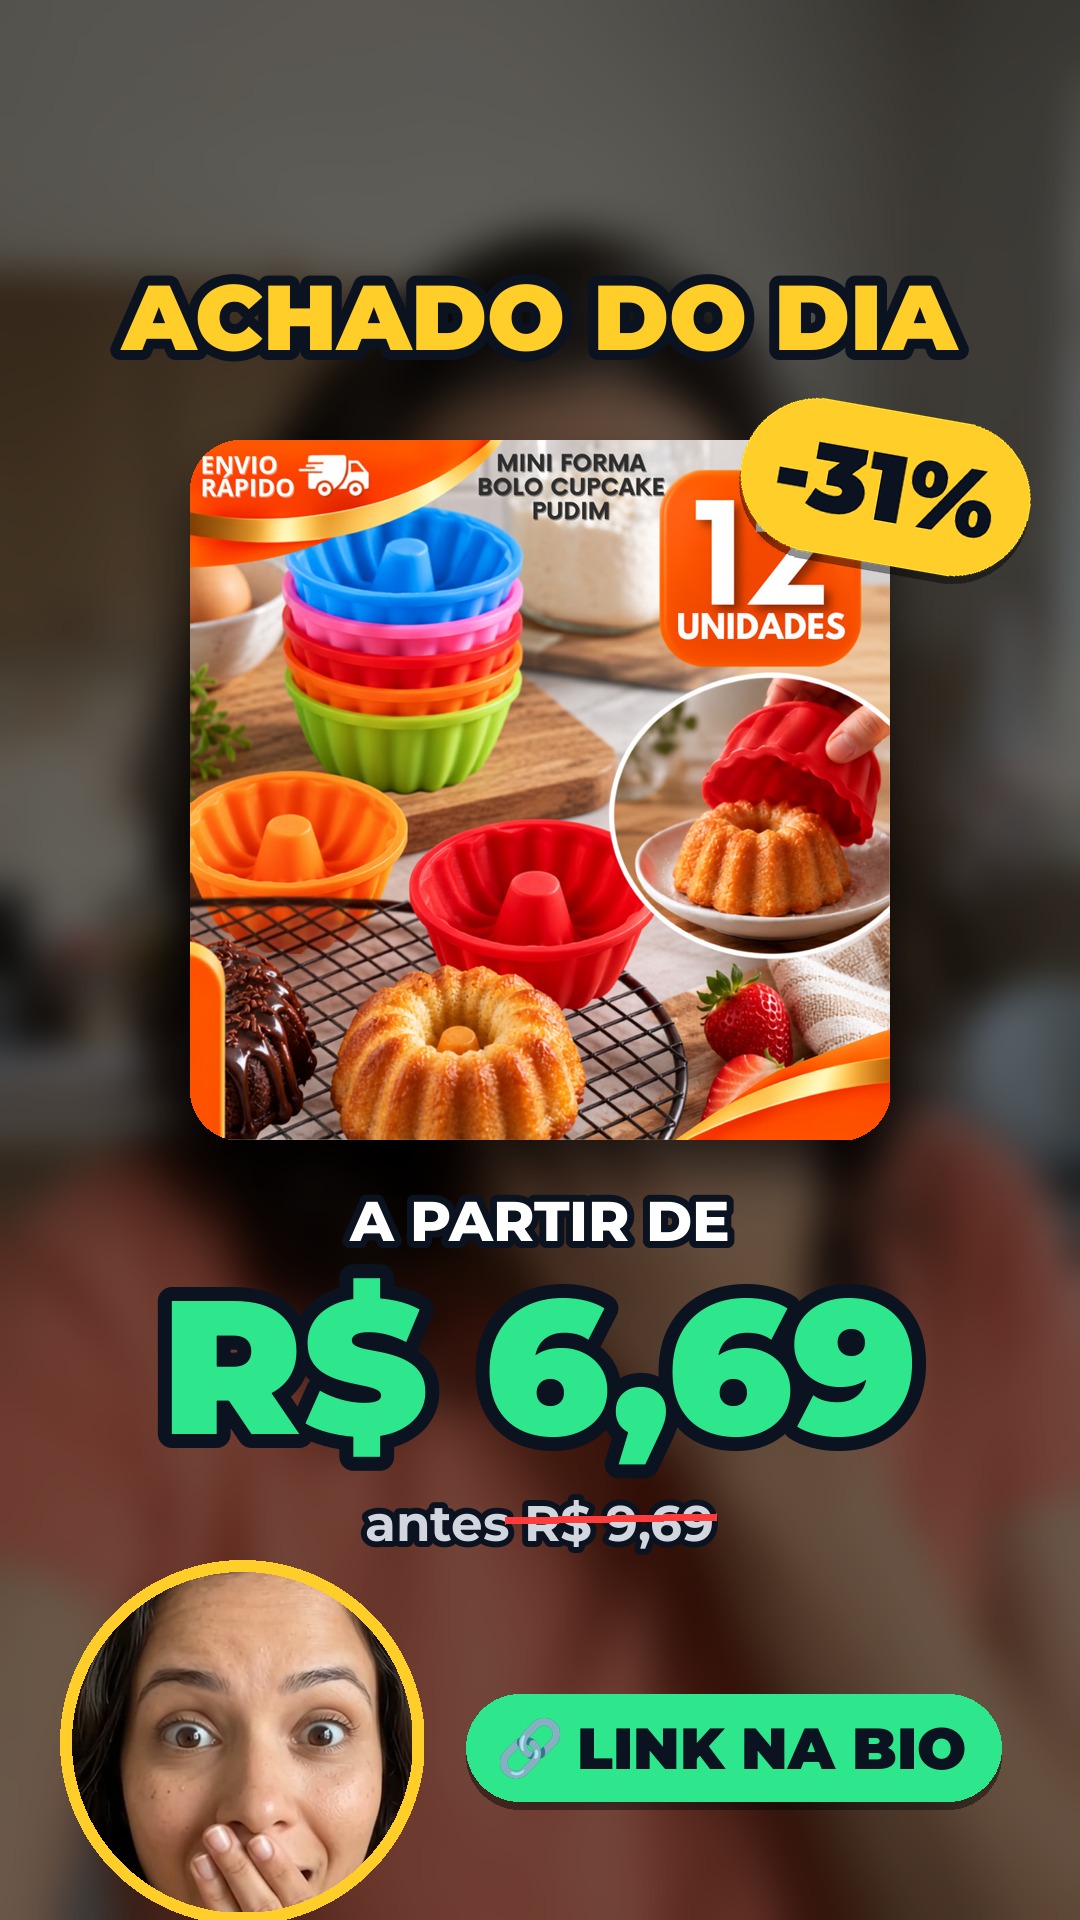 ACHADO DO DIA
-31%
ENVIO
RÁPIDO
MINI FORMA
BOLO CUPCAKE
PUDIM
12
UNIDADES
A PARTIR DE
R$ 6,69
antes R$ 9,69
🔗 LINK NA BIO